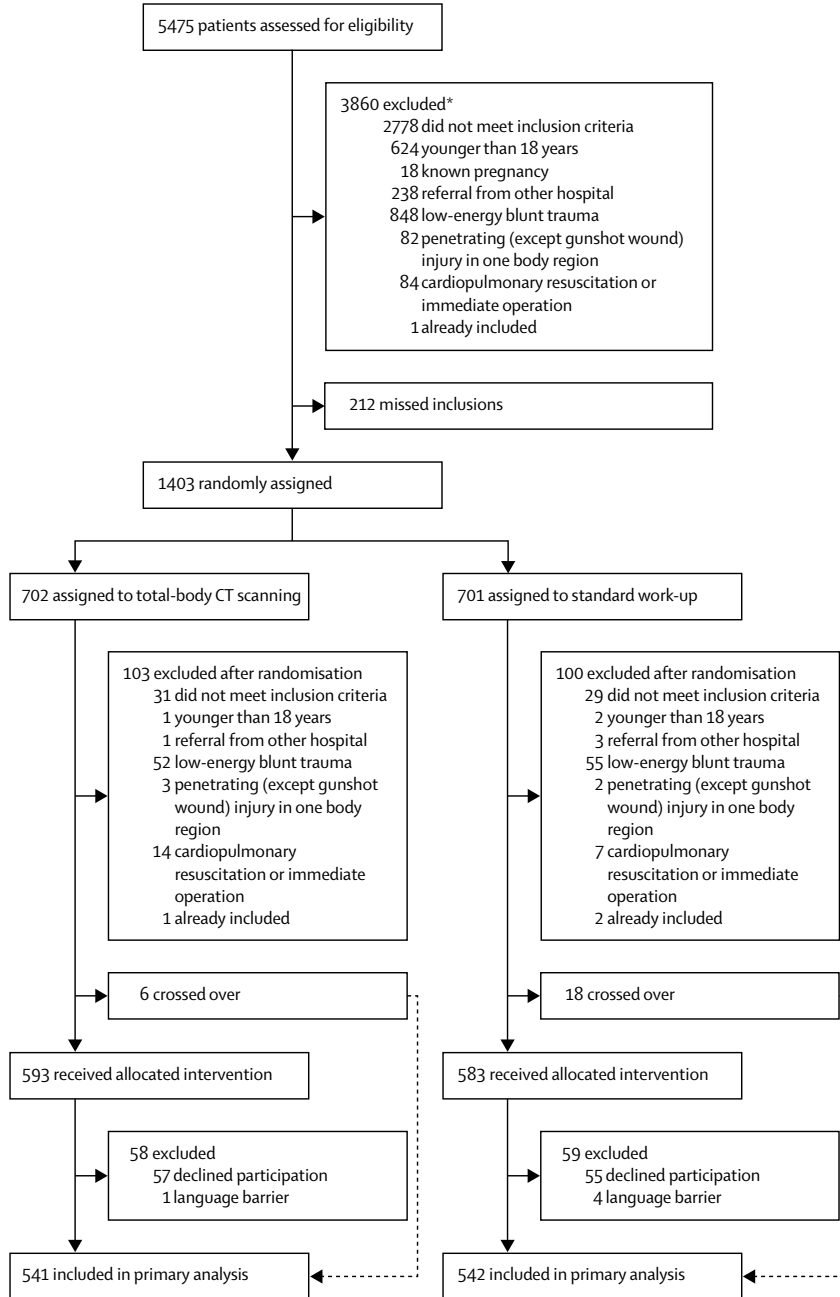 5475 patients assessed for eligibility
3860 excluded*
2778 did not meet inclusion criteria
624 younger than 18 years
18 known pregnancy
238 referral from other hospital
848 low-energy blunt trauma
82 penetrating (except gunshot wound)
injury in one body region
84 cardiopulmonary resuscitation or
immediate operation
1 already included
212 missed inclusions
1403 randomly assigned
702 assigned to total-body CT scanning
103 excluded after randomisation
31 did not meet inclusion criteria
1 younger than 18 years
1 referral from other hospital
52 low-energy blunt trauma
3 penetrating (except gunshot
wound) injury in one body
region
14 cardiopulmonary
resuscitation or immediate
operation
1 already included
6 crossed over
593 received allocated intervention
58 excluded
57 declined participation
1 language barrier
541 included in primary analysis
701 assigned to standard work-up
100 excluded after randomisation
29 did not meet inclusion criteria
2 younger than 18 years
3 referral from other hospital
55 low-energy blunt trauma
2 penetrating (except gunshot
wound) injury in one body
region
7 cardiopulmonary
resuscitation or immediate
operation
2 already included
18 crossed over
583 received allocated intervention
59 excluded
55 declined participation
4 language barrier
542 included in primary analysis